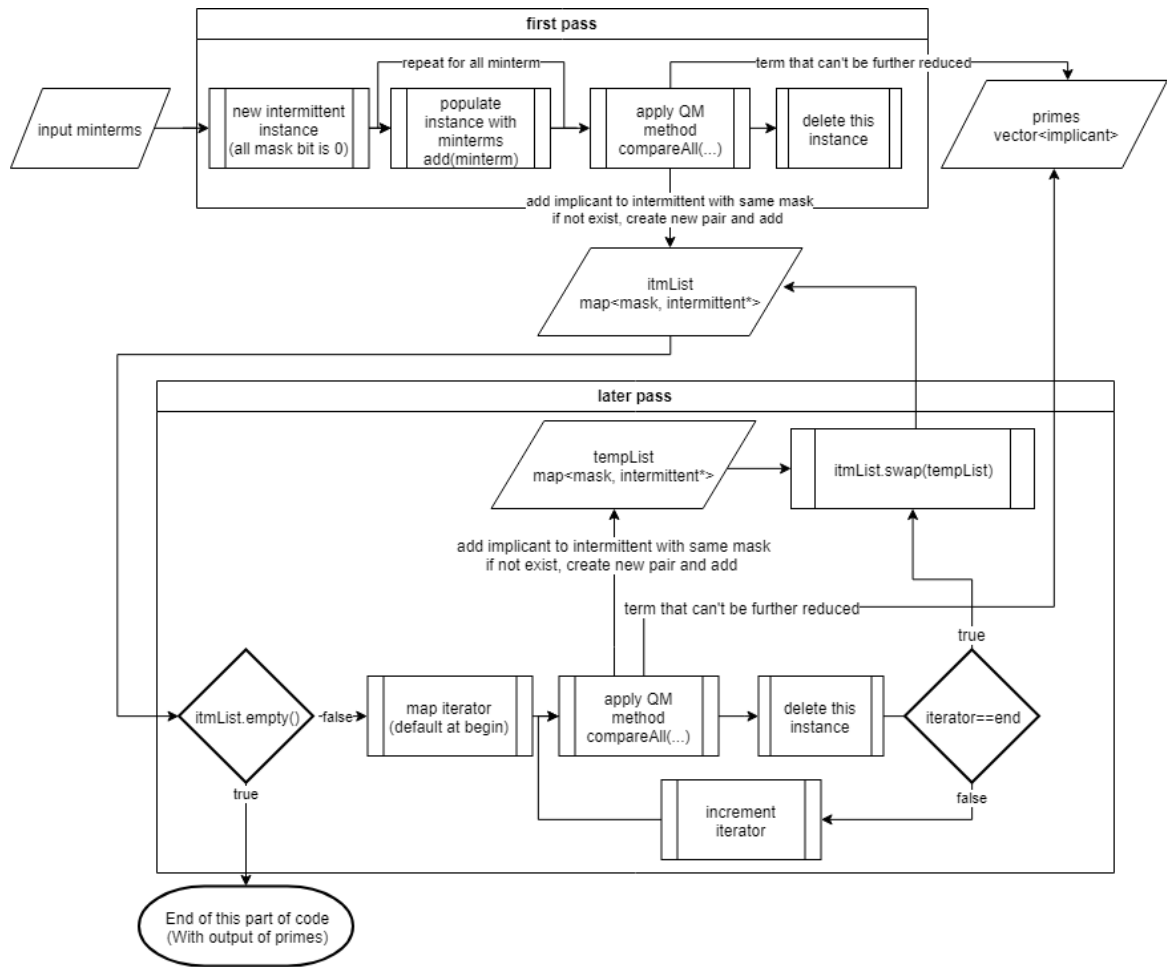 first pass
repeat for all minterm
term that can't be further reduced
input minterms
new intermittent
instance
(all mask bit is 0)
populate
instance with
minterms
add(minterm)
apply QM
method
compareAll(...)
delete this
instance
primes
vector<implicant>
add implicant to intermittent with same mask
if not exist, create new pair and add
itmList
map<mask, intermittent*>
later pass
tempList
map<mask, intermittent*>
itmList.swap(tempList)
add implicant to intermittent with same mask
if not exist, create new pair and add
term that can't be further reduced
true
itmList.empty()
false
map iterator
(default at begin)
apply QM
method
compareAll(...)
delete this
instance
iterator==end
true
false
increment
iterator
End of this part of code
(With output of primes)